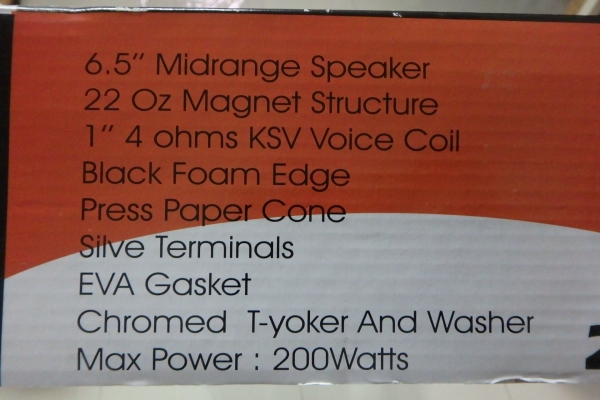 6.5" Midrange Speaker
22 Oz Magnet Structure
1" 4 ohms KSV Voice Coil
Black Foam Edge
Press Paper Cone
Silve Terminals
EVA Gasket
Chromed T-yoker And Washer
Max Power : 200Watts